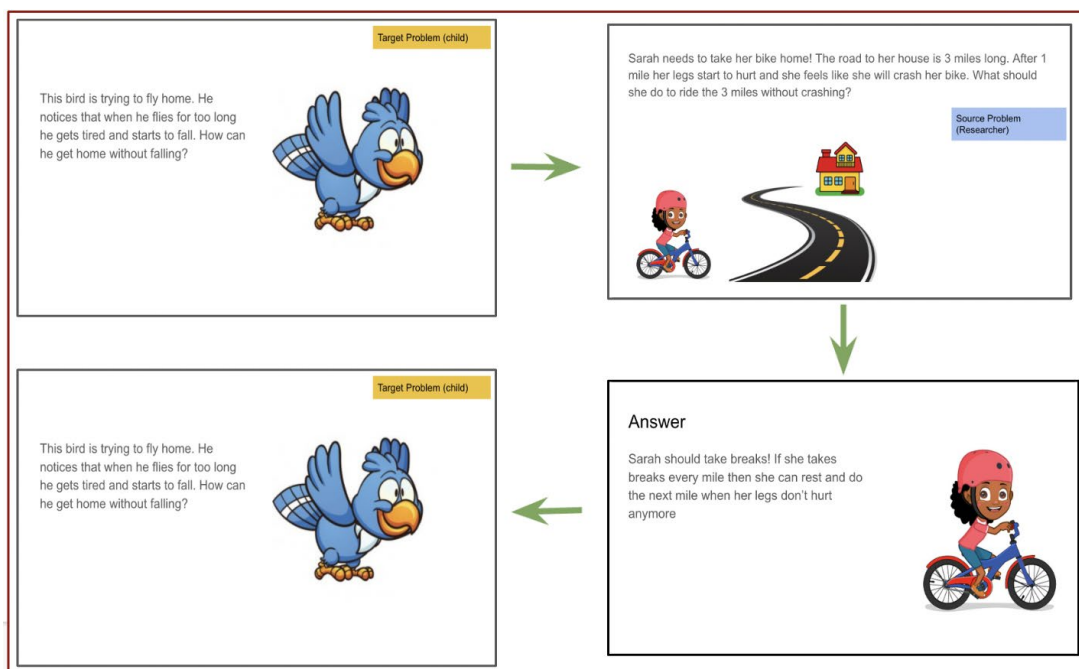 Target Problem (child)
This bird is trying to fly home. He
notices that when he flies for too long
he gets tired and starts to fall. How can
he get home without falling?
Sarah needs to take her bike home! The road to her house is 3 miles long. After 1
mile her legs start to hurt and she feels like she will crash her bike. What should
she do to ride the 3 miles without crashing?
Source Problem
(Researcher)
Answer
Sarah should take breaks! If she takes
breaks every mile then she can rest and do
the next mile when her legs don't hurt
anymore
Target Problem (child)
This bird is trying to fly home. He
notices that when he flies for too long
he gets tired and starts to fall. How can
he get home without falling?